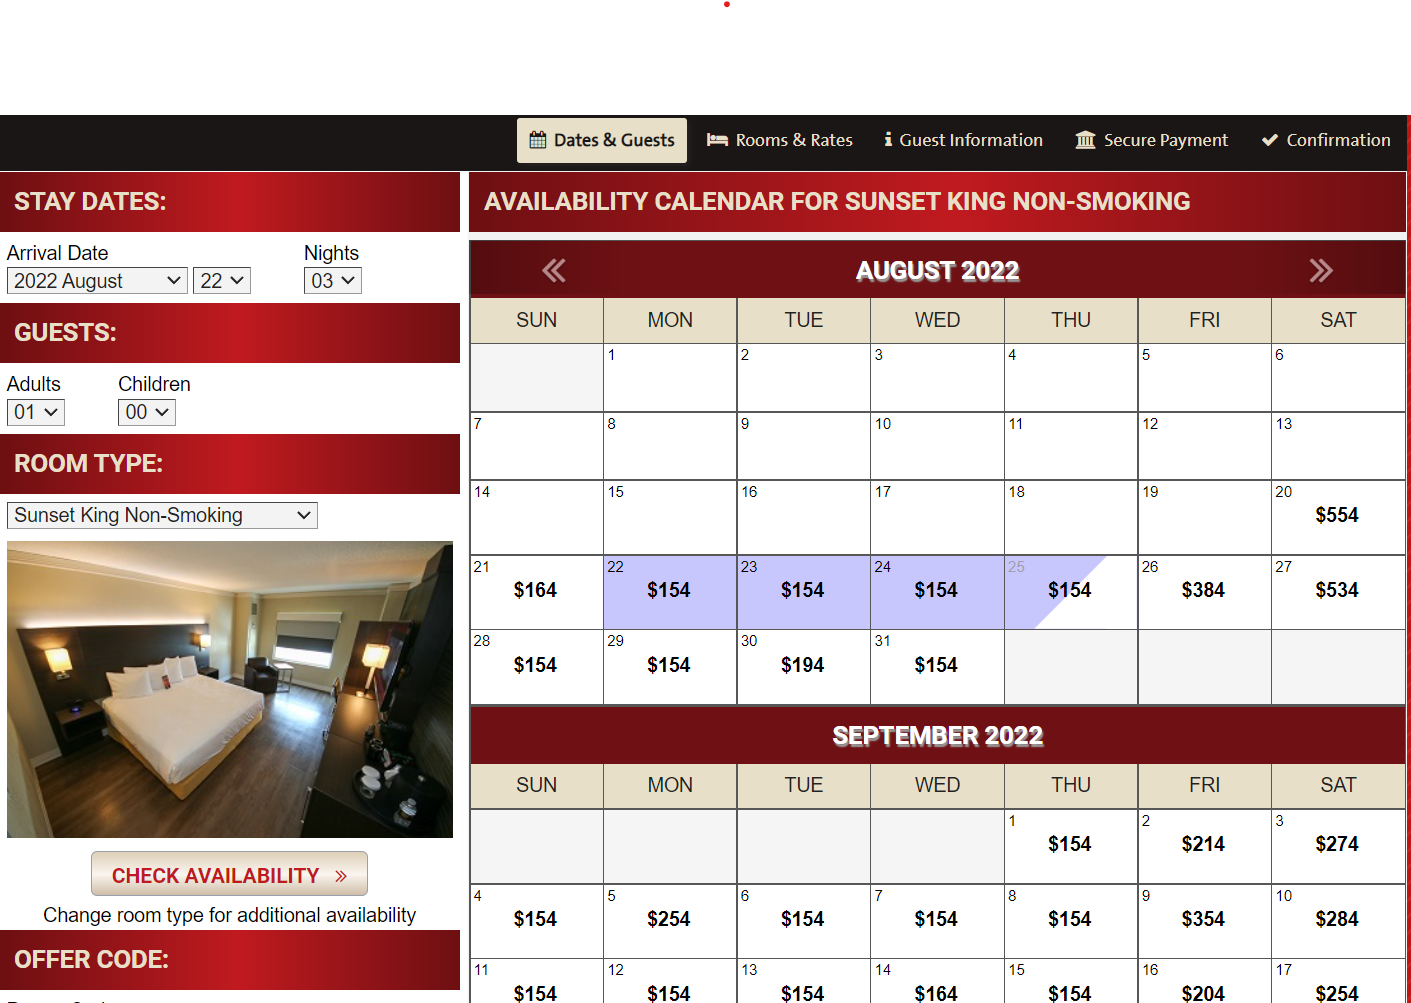 Dates & Guests Rooms & Rates Guest Information Secure Payment Confirmation
STAY DATES:
Arrival Date Nights
2022 August 22 03
GUESTS:
Adults Children
01 00
ROOM TYPE:
Sunset King Non-Smoking
CHECK AVAILABILITY »
Change room type for additional availability
OFFER CODE:
AVAILABILITY CALENDAR FOR SUNSET KING NON-SMOKING
« AUGUST 2022 »
SUN MON TUE WED THU FRI SAT
1 2 3 4 5 6
7 8 9 10 11 12 13
14 15 16 17 18 19 20
$554
21 22 23 24 25 26 27
$164 $154 $154 $154 $154 $384 $534
28 29 30 31
$154 $154 $194 $154
SEPTEMBER 2022
SUN MON TUE WED THU FRI SAT
1 2 3
$154 $214 $274
4 5 6 7 8 9 10
$154 $254 $154 $154 $154 $354 $284
11 12 13 14 15 16 17
$154 $154 $154 $164 $154 $204 $254